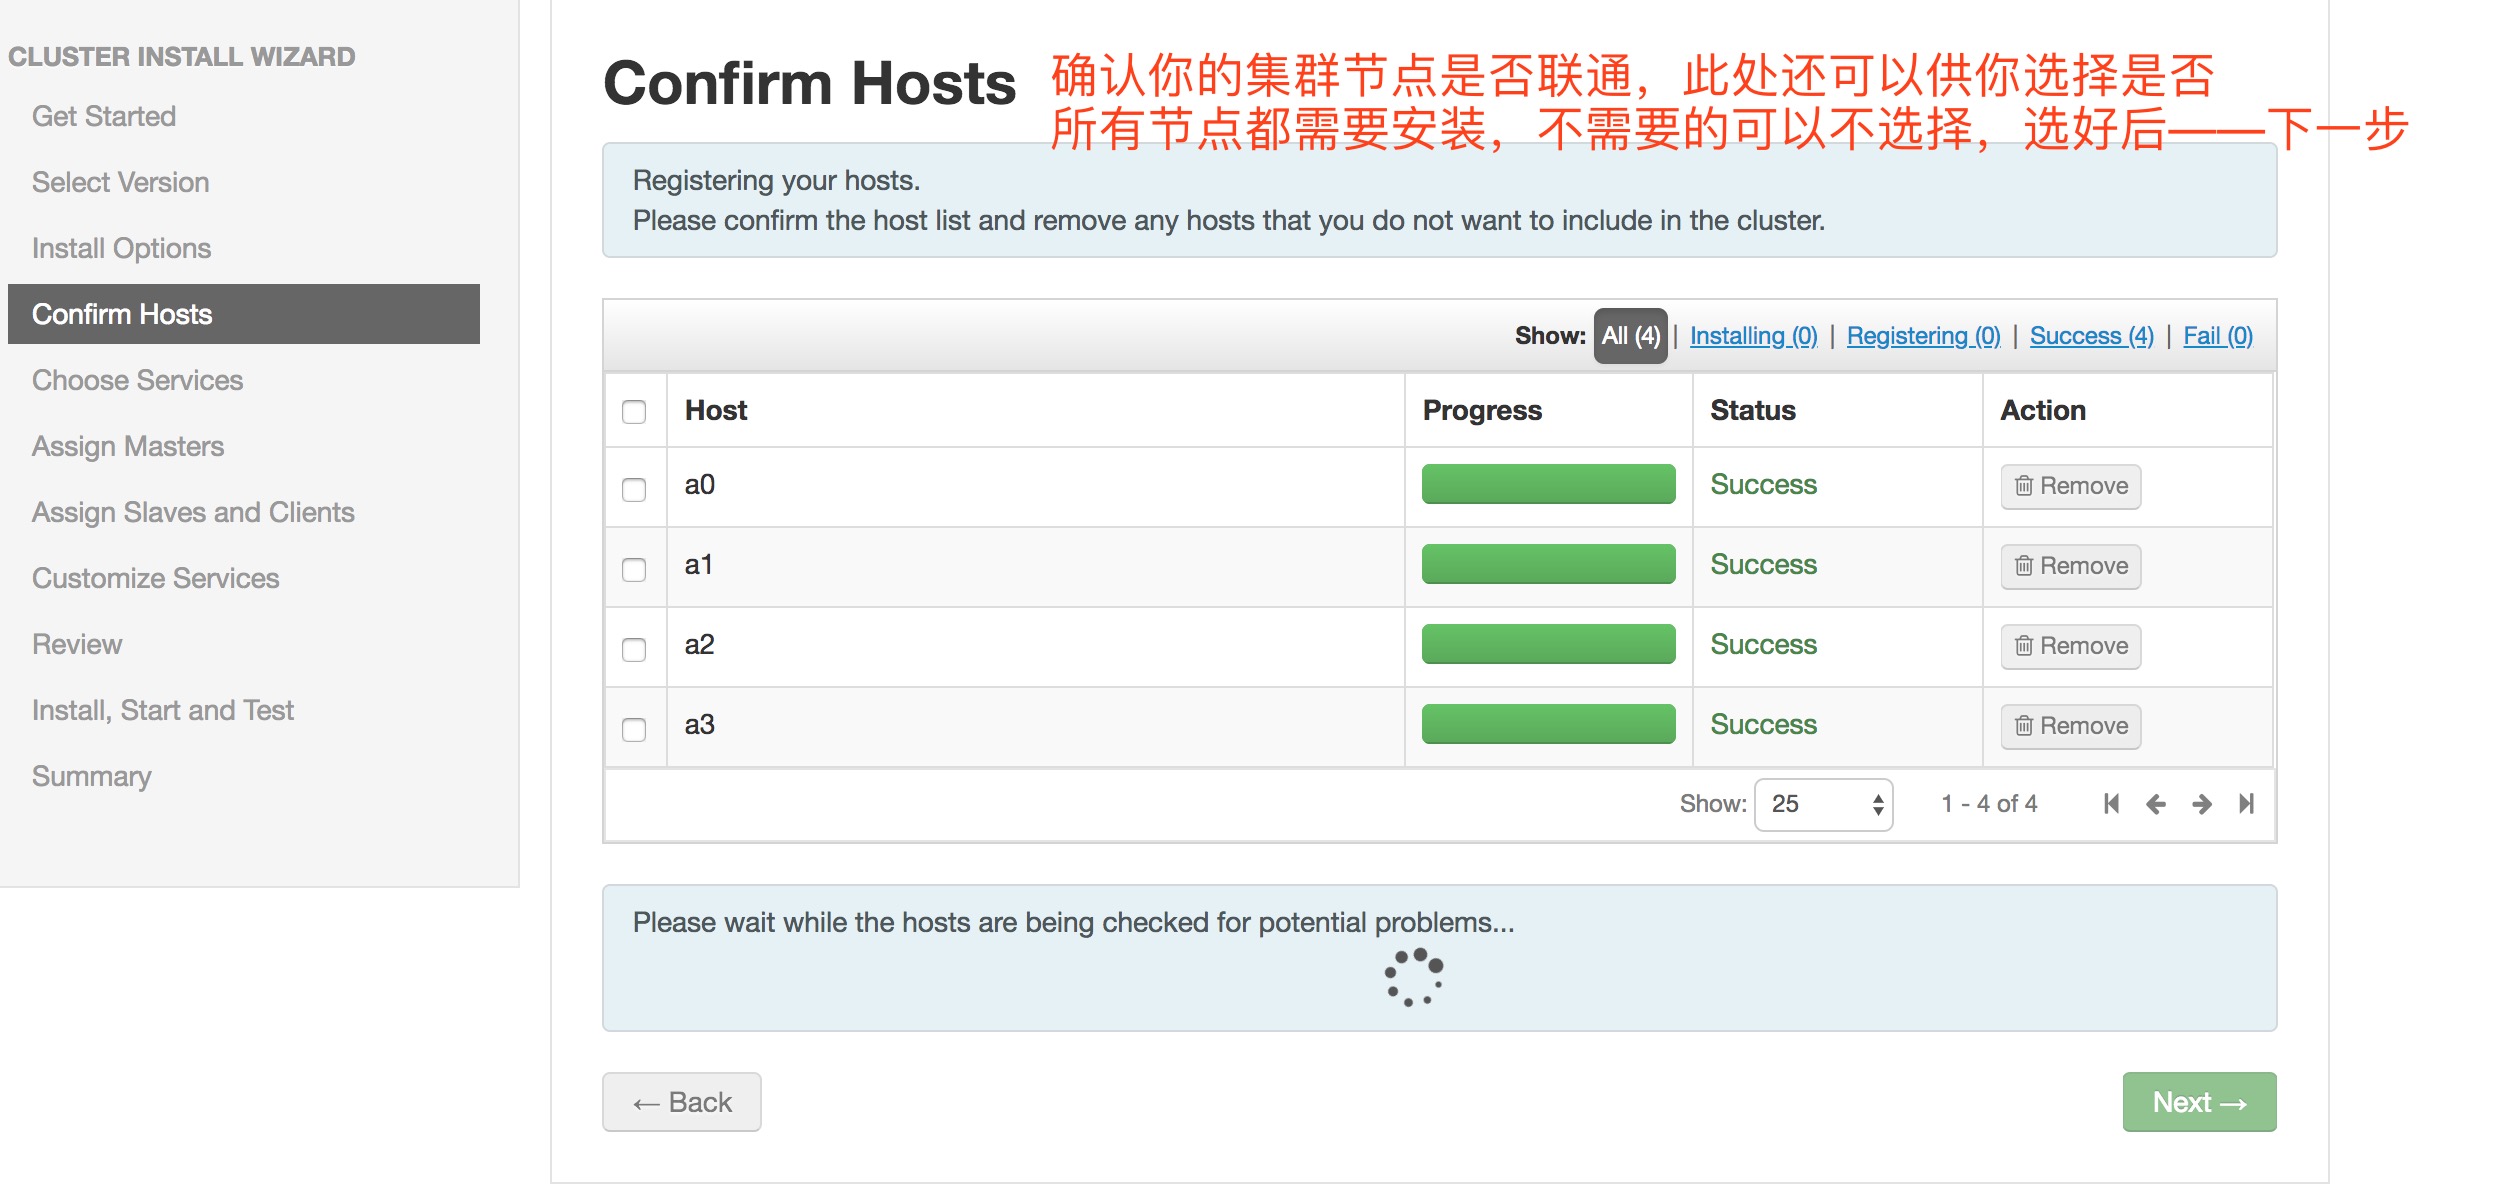 CLUSTER INSTALL WIZARD
Get Started
Select Version
Install Options
Confirm Hosts
Choose Services
Assign Masters
Assign Slaves and Clients
Customize Services
Review
Install, Start and Test
Summary
Confirm Hosts
确认你的集群节点是否联通，此处还可以供你选择是否
所有节点都需要安装，不需要的可以不选择，选好后——下一步
Registering your hosts.
Please confirm the host list and remove any hosts that you do not want to include in the cluster.
Show: All (4) | Installing (0) | Registering (0) | Success (4) | Fail (0)
Host Progress Status Action
a0 Success Remove
a1 Success Remove
a2 Success Remove
a3 Success Remove
Show: 25 1 - 4 of 4
Please wait while the hosts are being checked for potential problems...
← Back Next →